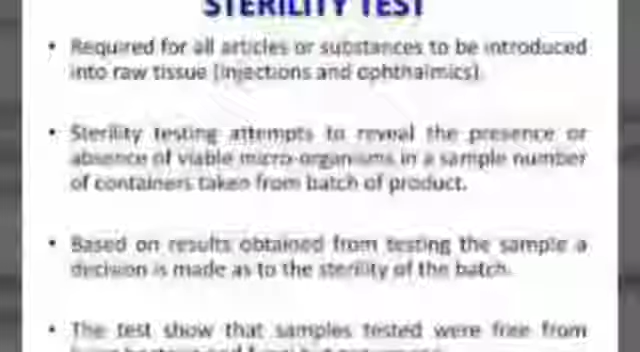 STERILITY TEST
• Required for all articles or substances to be introduced
into raw tissue (injections and ophthalmics).
• Sterility testing attempts to reveal the presence or
absence of viable micro-organisms in a sample number
of containers taken from batch of product.
• Based on results obtained from testing the sample a
decision is made as to the sterility of the batch.
• The test show that samples tested were free from